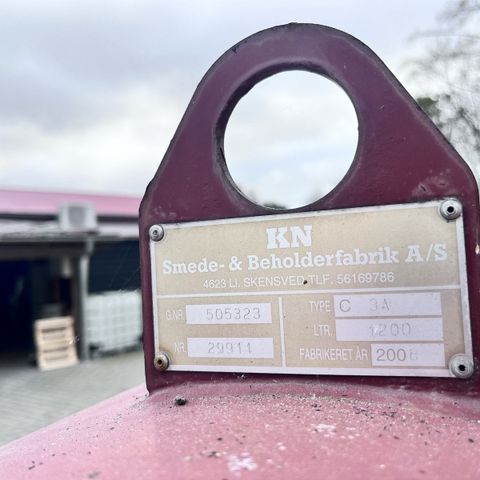 KN
Smede- & Beholderfabrik A/S
4623 LI. SKENSVED TLF. 56169786
G.NR 505323
TYPE C 3A
LTR. 1200
NR. 29911
FABRIKERET ÅR 2008